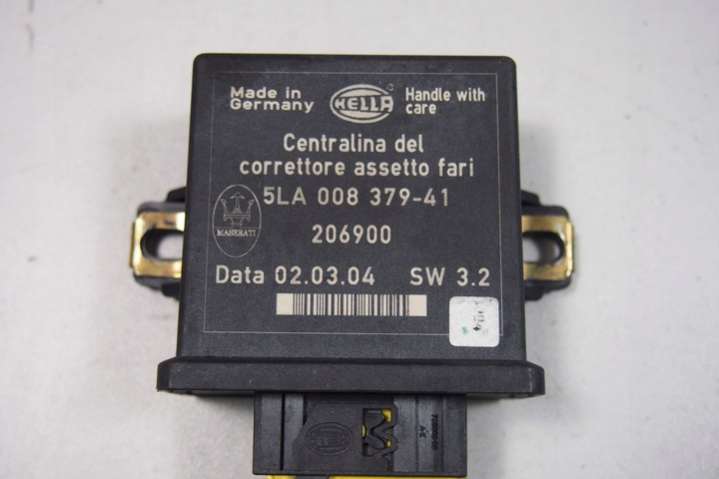 Made in
Germany
HELLA
Handle with
care
Centralina del
correttore assetto fari
5LA 008 379-41
MASERATI
206900
Data 02.03.04 SW 3.2
HELLA